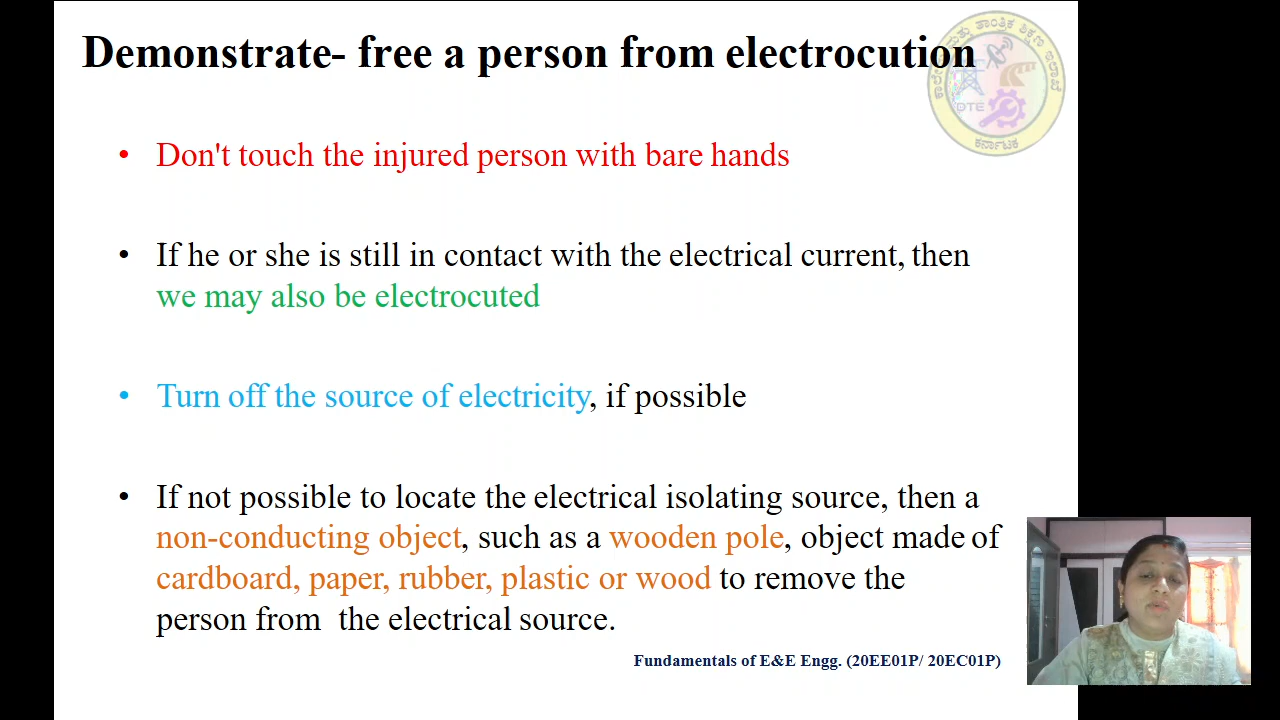 Demonstrate- free a person from electrocution
DTE
ಕರ್ನಾಟಕ
• Don't touch the injured person with bare hands
• If he or she is still in contact with the electrical current, then
we may also be electrocuted
• Turn off the source of electricity, if possible
• If not possible to locate the electrical isolating source, then a
non-conducting object, such as a wooden pole, object made of
cardboard, paper, rubber, plastic or wood to remove the
person from the electrical source.
Fundamentals of E&E Engg. (20EE01P/ 20EC01P)